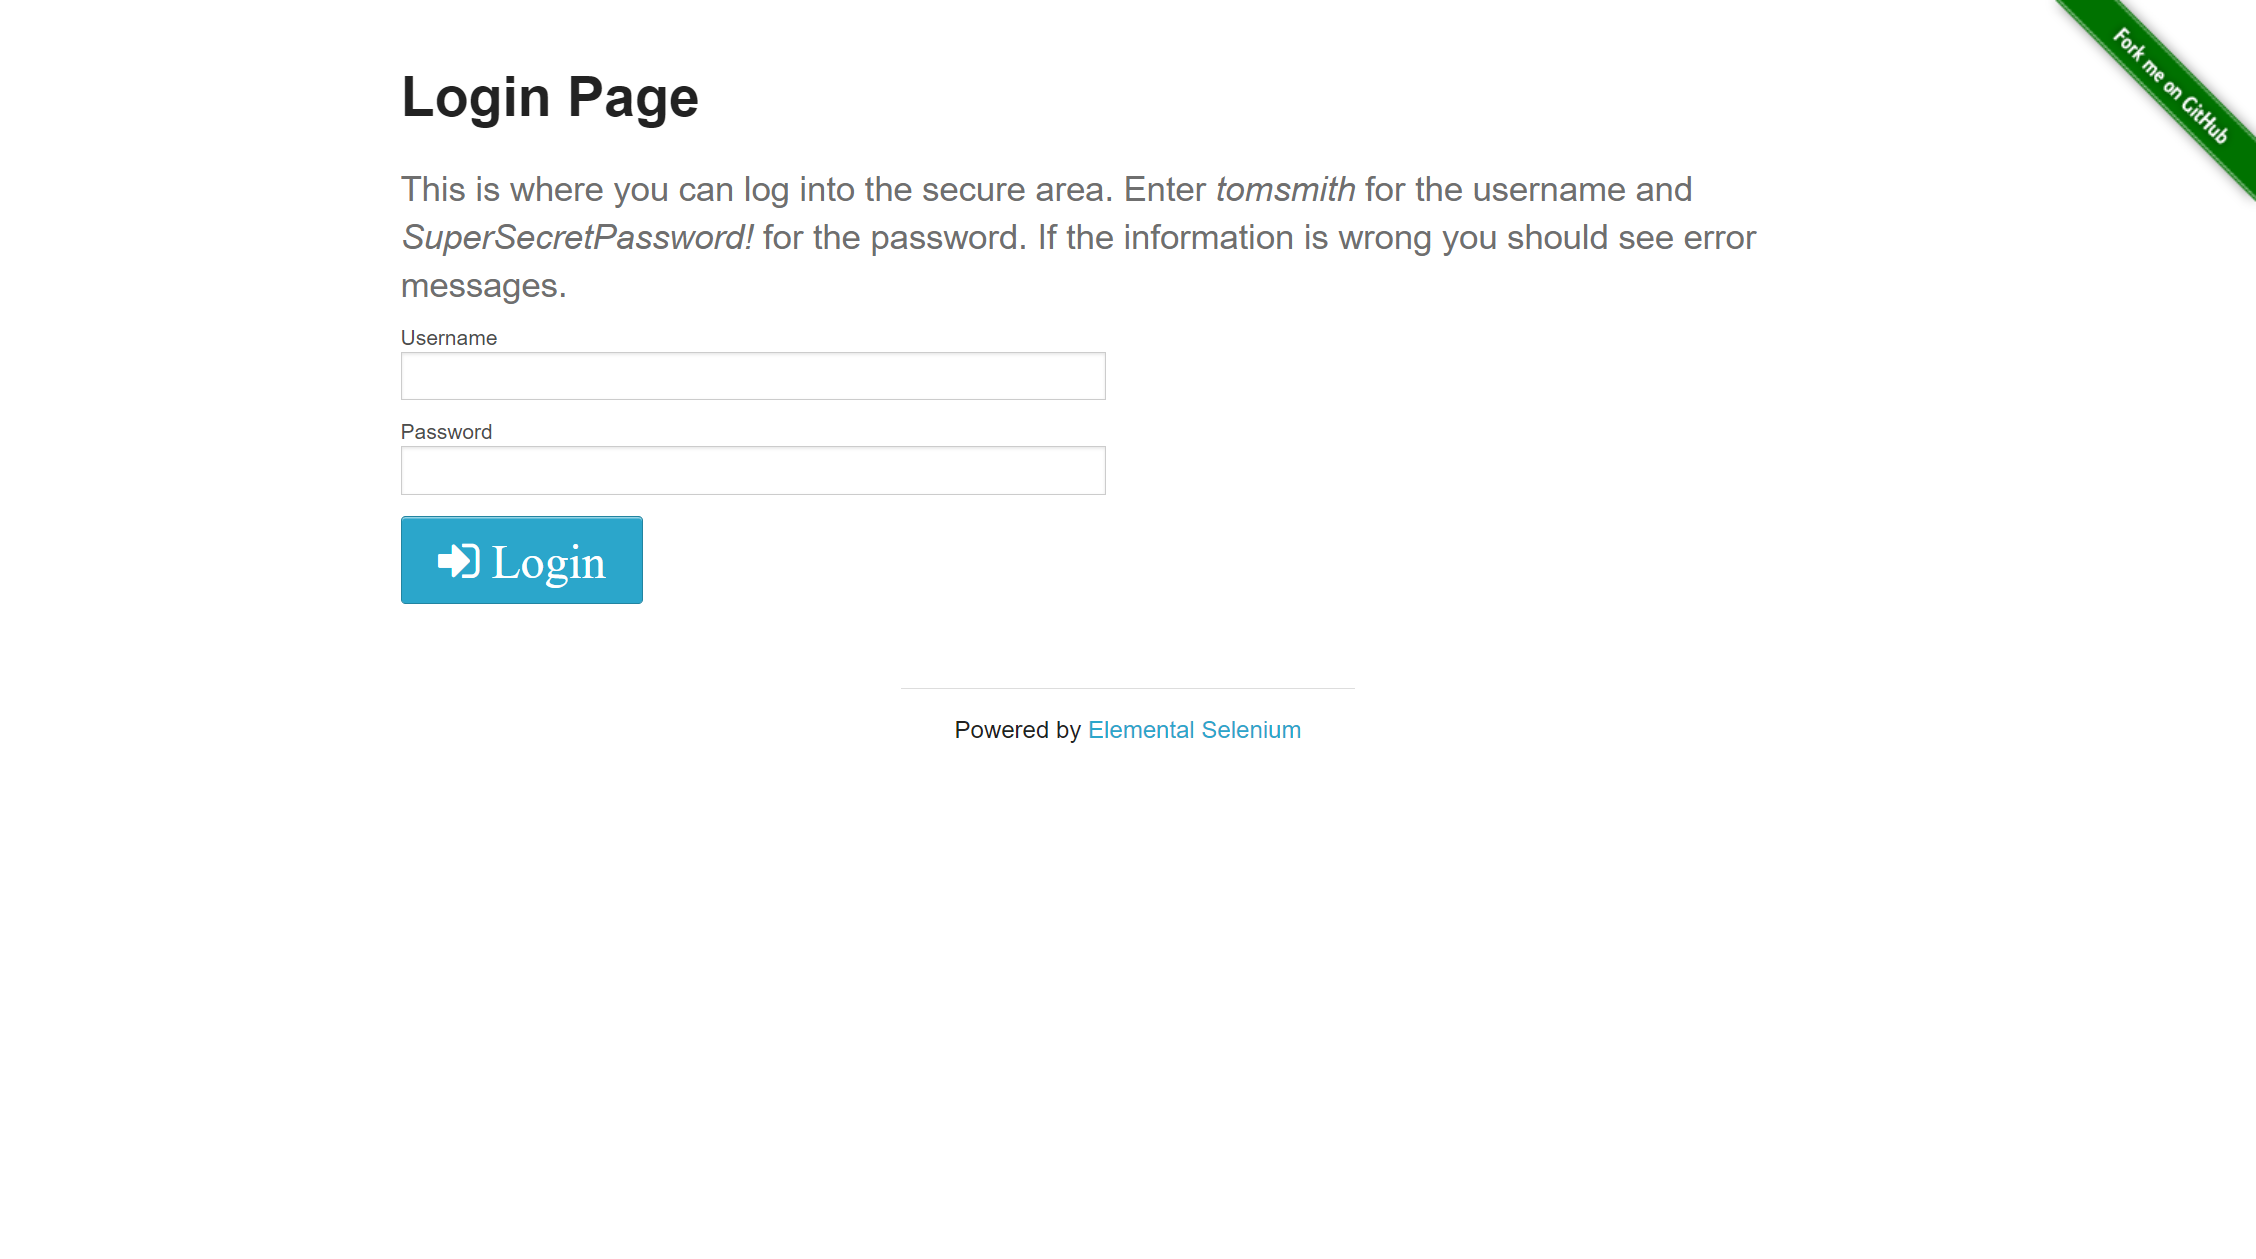 Fork me on GitHub
Login Page
This is where you can log into the secure area. Enter tomsmith for the username and
SuperSecretPassword! for the password. If the information is wrong you should see error
messages.
Username
Password
Login
Powered by Elemental Selenium